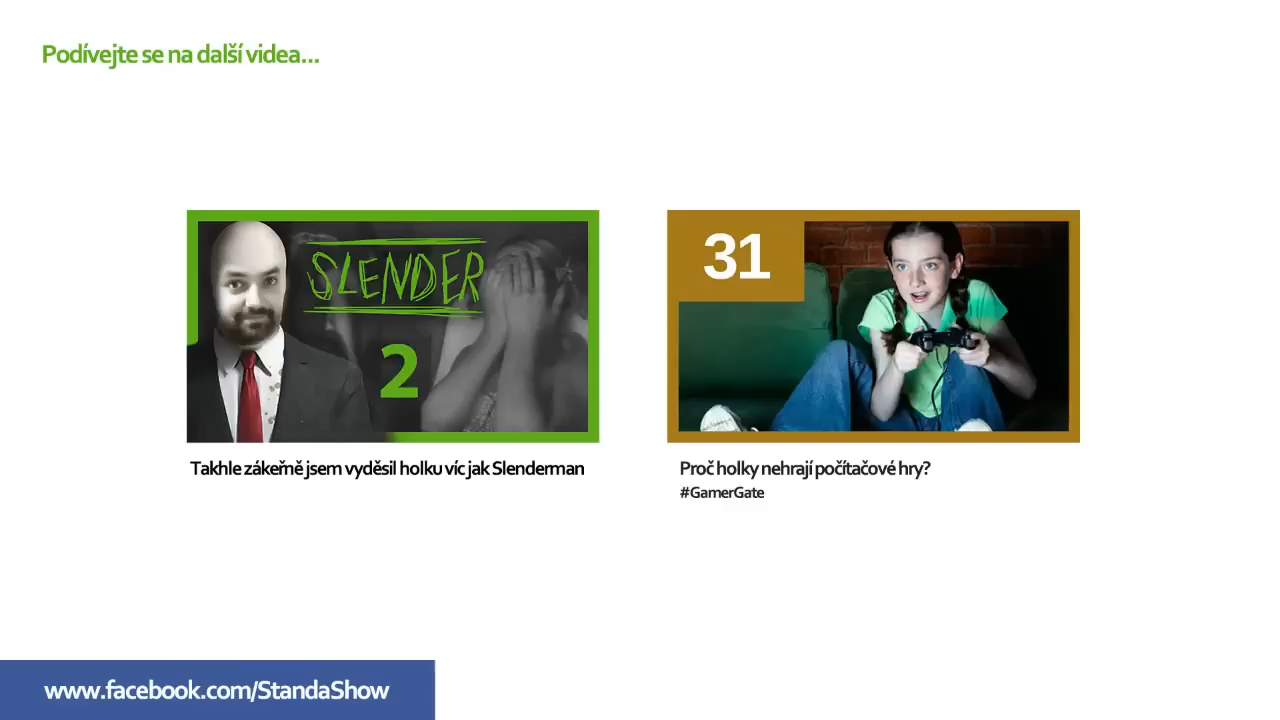 Podívejte se na další videa...
SLENDER
2
31
Takhle zákeřně jsem vyděsil holku víc jak Slenderman
Proč holky nehrají počítačové hry?
#GamerGate
www.facebook.com/StandaShow